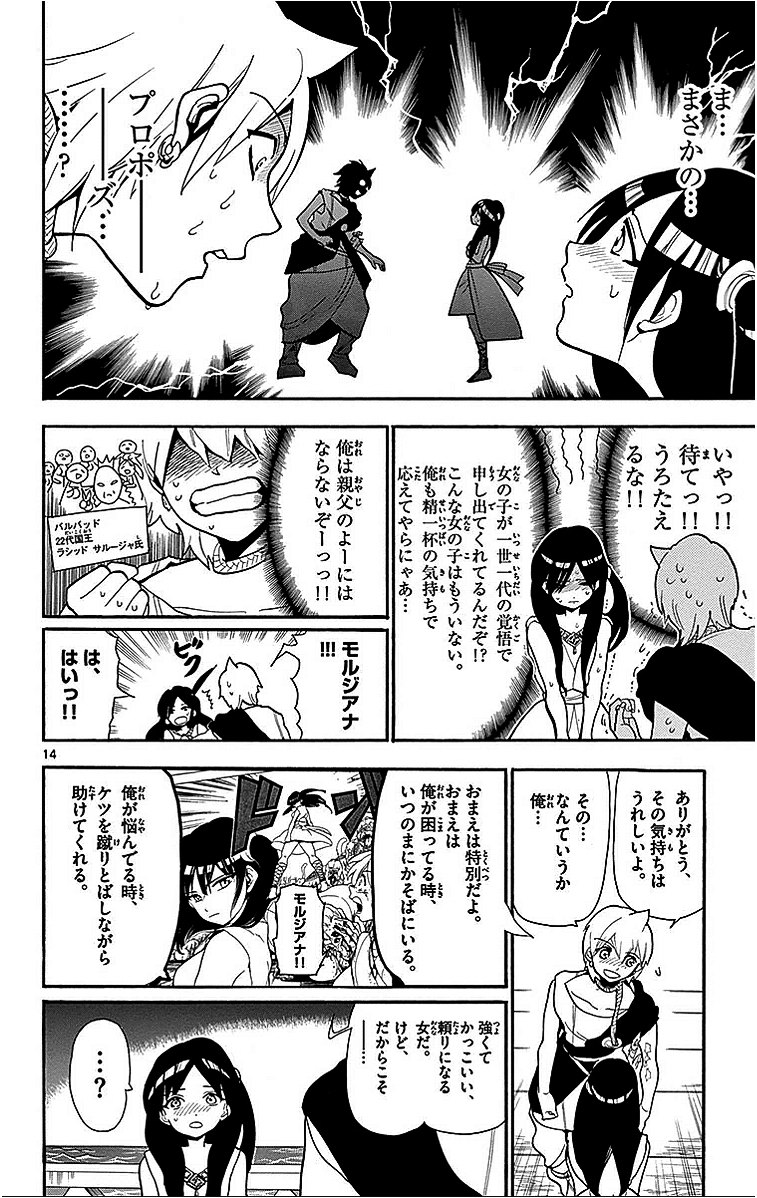 ま…
まさかの…
プロポ――ズ…
……？
いやっ!!
待てっ!!
うろたえ
るな!!
女の子が一世一代の覚悟で
申し出てくれてるんだぞ!?
こんな女の子はもういない。
俺も精一杯の気持ちで
応えてやらにゃあ…
俺は親父のよーには
ならないぞーっっ!!
バルバッド
22代国王
ラシッド サルージャ氏
モルジアナ
!!!
ビクッ
は、
はいっ!!
14
ありがとう、
その気持ちは
うれしいよ。
その…
なんていうか
俺…
おまえは特別だよ。
おまえは
俺が困ってる時、
いつのまにかそばにいる。
ドンッ
モルジアナ!!
俺が悩んでる時、
ケツを蹴りとばしながら
助けてくれる。
強くて
かっこいい、
頼りになる
女だ。
けど、
だからこそ
――…
…？